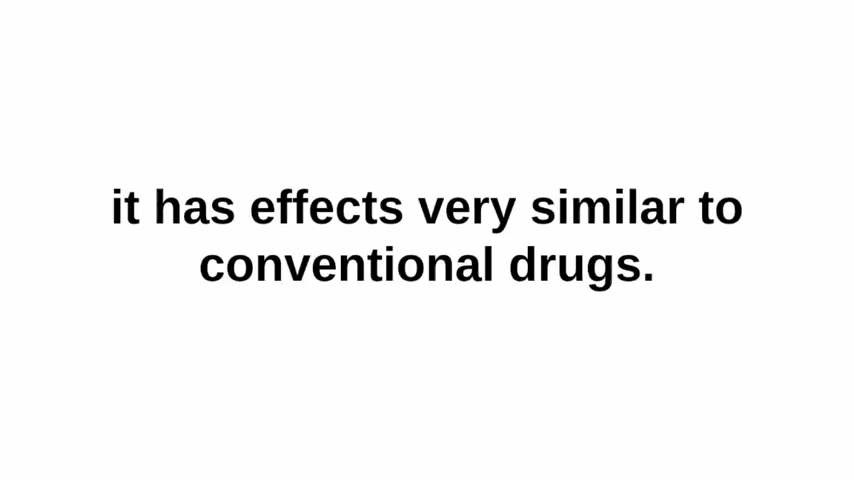 it has effects very similar to
conventional drugs.